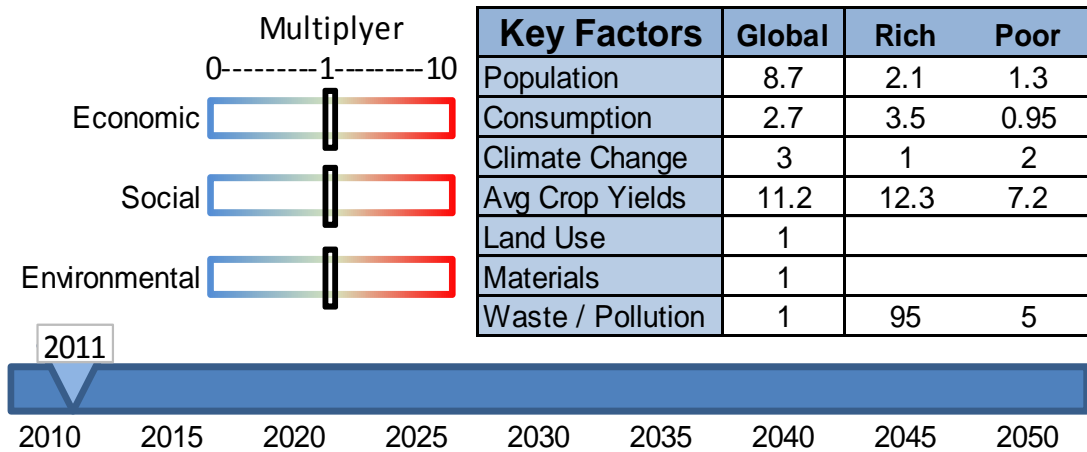 Multiplyer
0---------1---------10
Economic
Social
Environmental
Key Factors Global Rich Poor
Population 8.7 2.1 1.3
Consumption 2.7 3.5 0.95
Climate Change 3 1 2
Avg Crop Yields 11.2 12.3 7.2
Land Use 1
Materials 1
Waste / Pollution 1 95 5
2011
2010 2015 2020 2025 2030 2035 2040 2045 2050